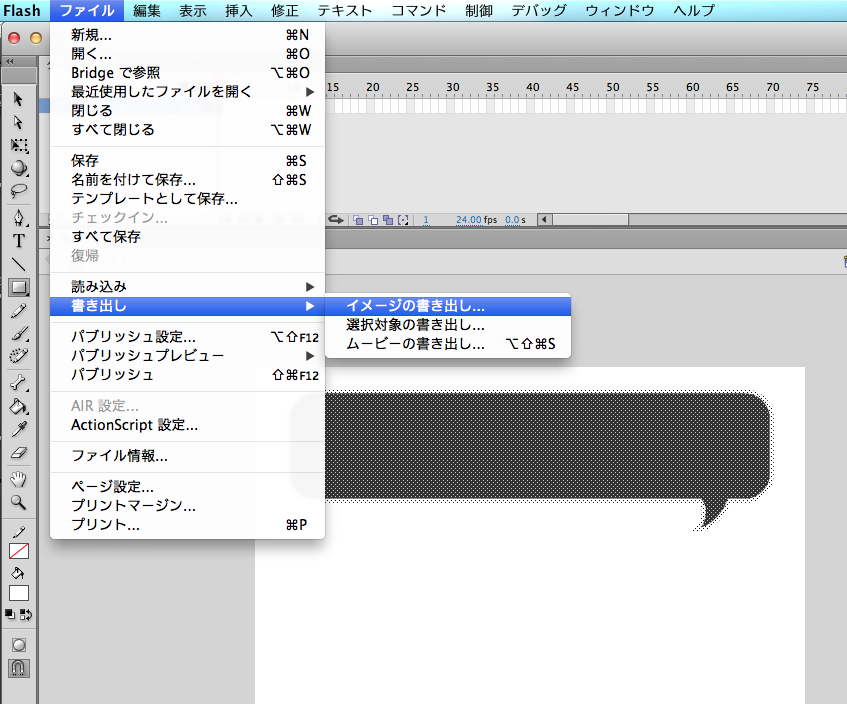 Flash ファイル 編集 表示 挿入 修正 テキスト コマンド 制御 デバッグ ウィンドウ ヘルプ
新規... ⌘N
開く... ⌘O
Bridge で参照 ⌥⌘O
最近使用したファイルを開く ▶
閉じる ⌘W
すべて閉じる ⌥⌘W
保存 ⌘S
名前を付けて保存... ⇧⌘S
テンプレートとして保存...
チェックイン...
すべて保存
復帰
読み込み ▶
書き出し ▶
パブリッシュ設定... ⌥⇧F12
パブリッシュプレビュー ▶
パブリッシュ ⇧⌘F12
AIR 設定...
ActionScript 設定...
ファイル情報...
ページ設定...
プリントマージン...
プリント... ⌘P
イメージの書き出し...
選択対象の書き出し...
ムービーの書き出し... ⌥⇧⌘S
15 20 25 30 35 40 45 50 55 60 65 70 75
1 24.00 fps 0.0 s
T